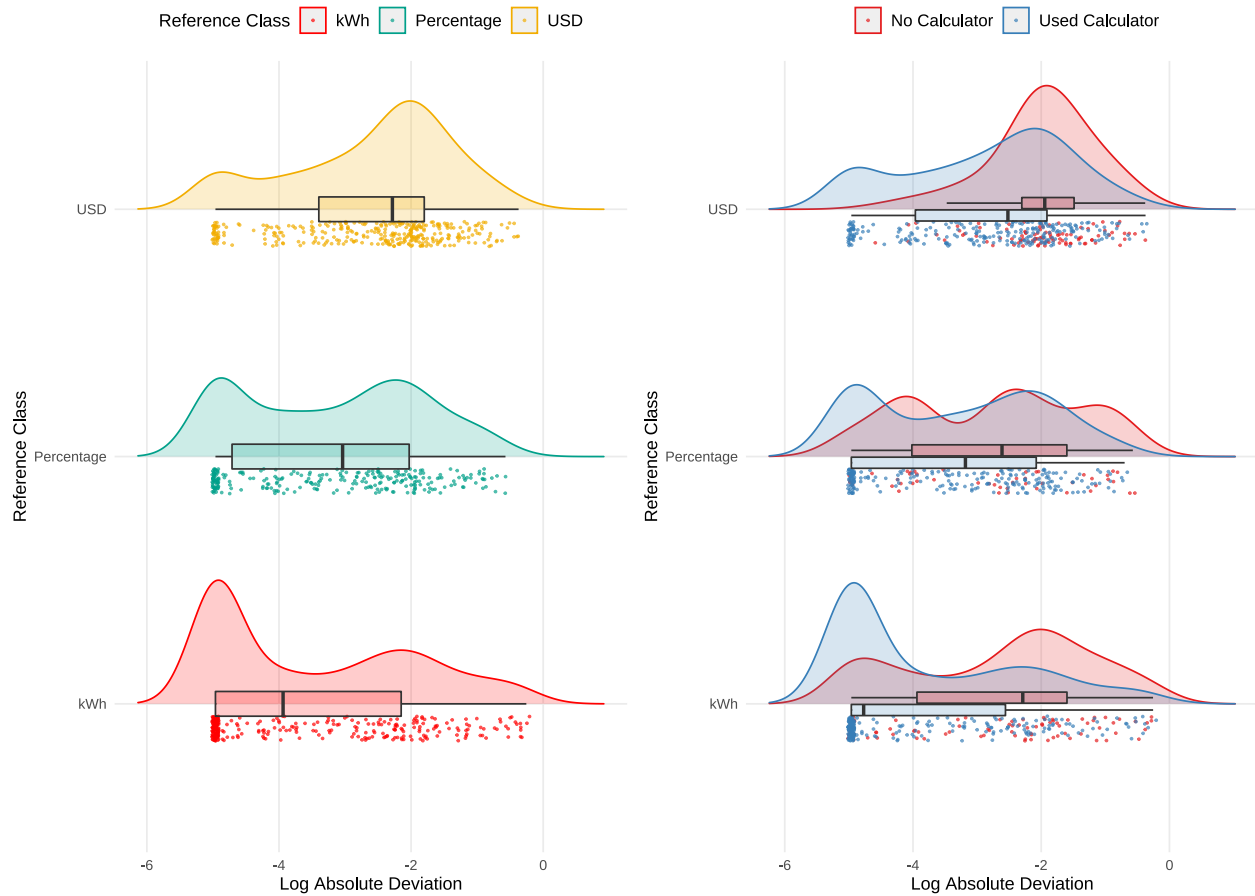 Reference Class kWh Percentage USD
USD
Percentage
kWh
Reference Class
-6 -4 -2 0
Log Absolute Deviation
No Calculator Used Calculator
USD
Percentage
kWh
Reference Class
-6 -4 -2 0
Log Absolute Deviation